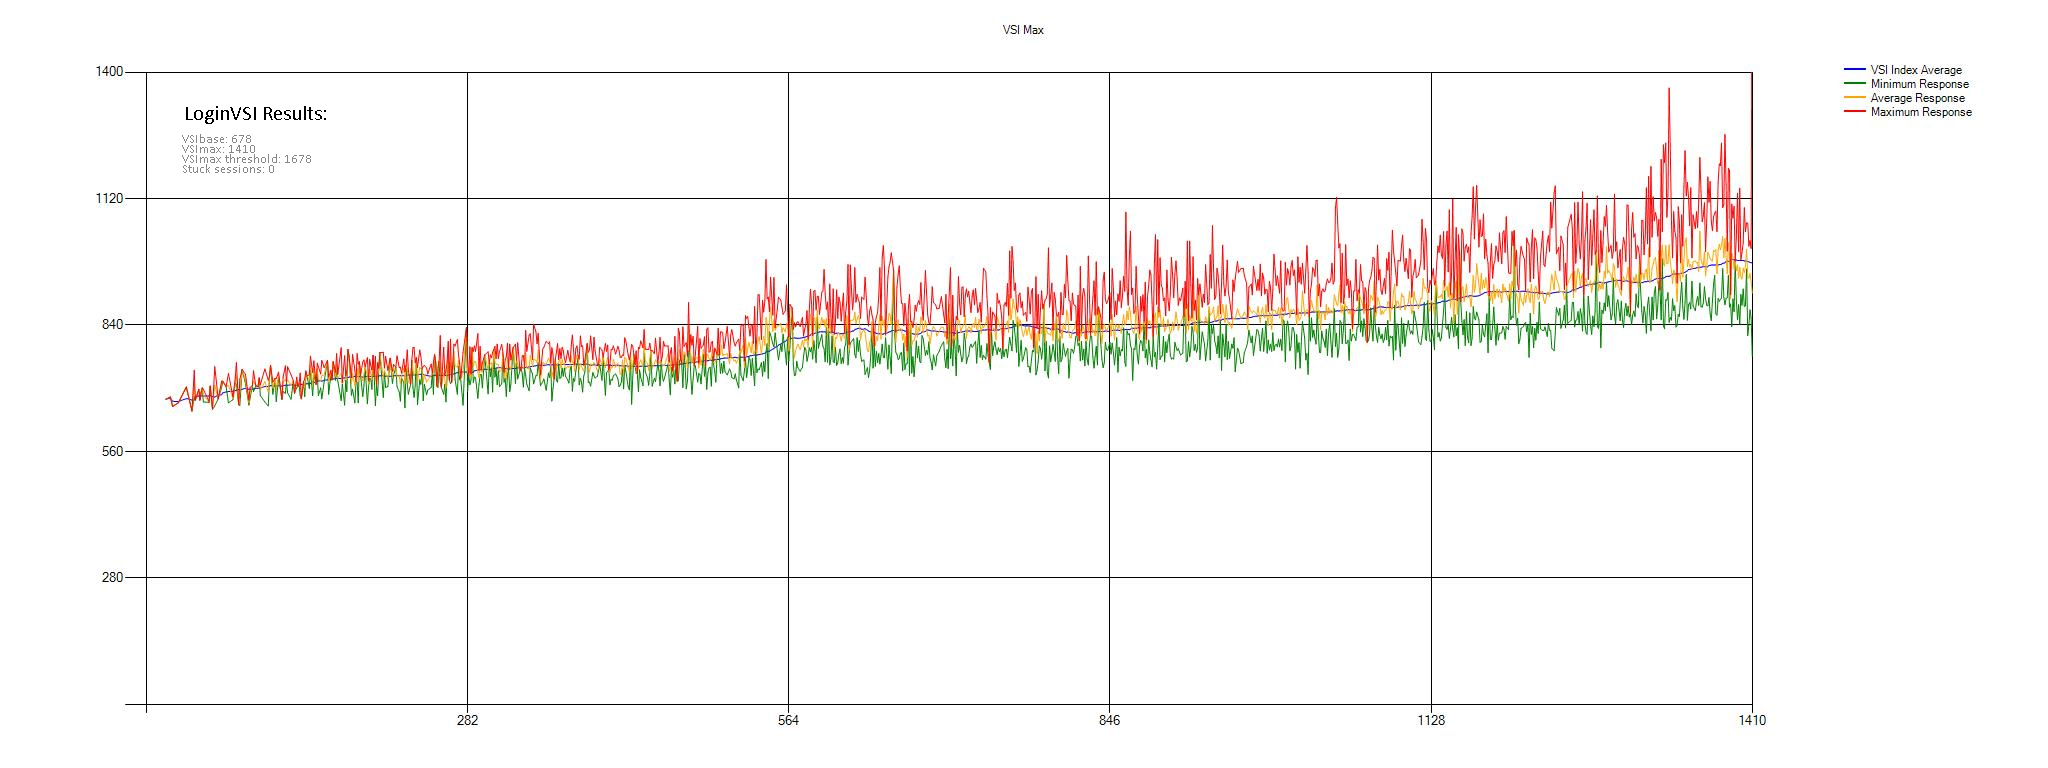 VSI Max
1400
1120
840
560
280
282
564
846
1128
1410
LoginVSI Results:
VSIbase: 678
VSImax: 1410
VSImax threshold: 1678
Stuck sessions: 0
VSI Index Average
Minimum Response
Average Response
Maximum Response